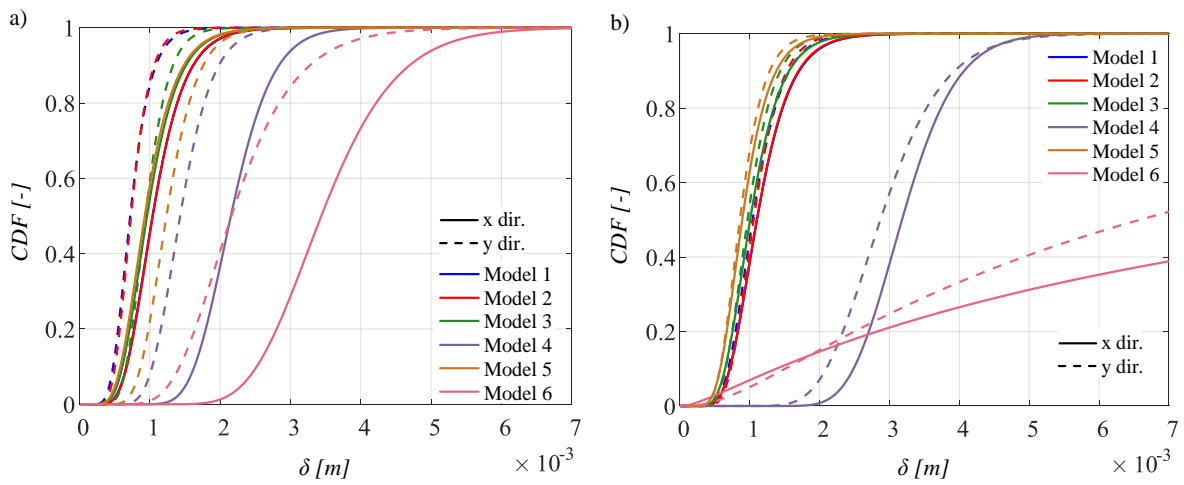 a)
CDF [-]
1
0.8
0.6
0.4
0.2
0
0 1 2 3 4 5 6 7
δ [m]
× 10⁻³
x dir.
y dir.
Model 1
Model 2
Model 3
Model 4
Model 5
Model 6
b)
CDF [-]
1
0.8
0.6
0.4
0.2
0
0 1 2 3 4 5 6 7
δ [m]
× 10⁻³
Model 1
Model 2
Model 3
Model 4
Model 5
Model 6
x dir.
y dir.